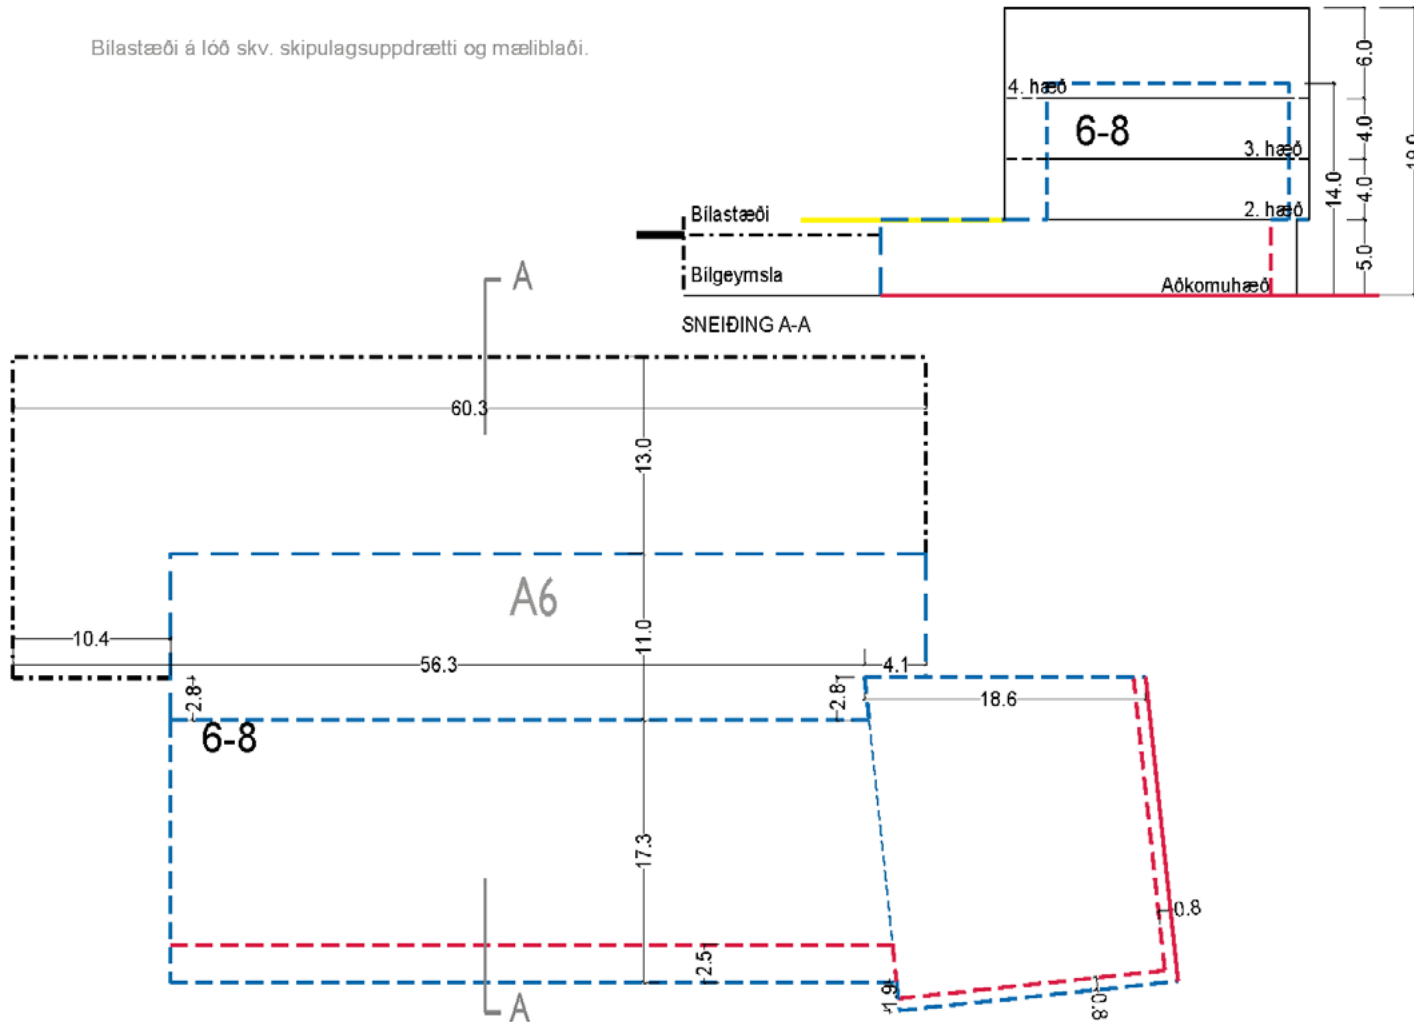 Bílastæði á lóð skv. skipulagsuppdrætti og mæliblaði.
6.0
4. hæð
6-8
4.0
19.0
3. hæð
14.0
4.0
2. hæð
Bílastæði
5.0
Bílgeymsla
Aðkomuhæð
SNEIÐING A-A
A
60.3
13.0
A6
10.4
11.0
56.3
4.1
2.8
2.8
18.6
6-8
17.3
0.8
2.5
1.9
0.8
A